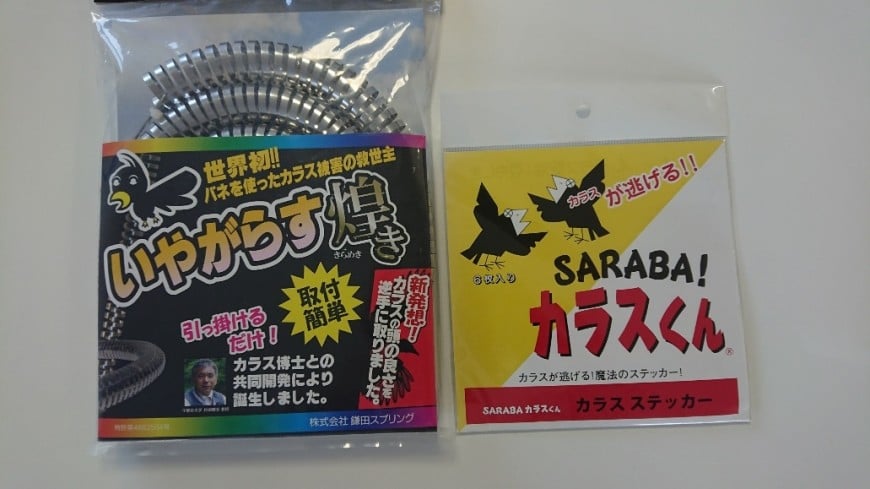 世界初!!
バネを使ったカラス被害の救世主
いやがらす煌き
きらめき
取付
簡単
新発想!!
カラスの頭の良さを
逆手に取りました。
引っ掛ける
だけ!
カラス博士との
共同開発により
誕生しました。
株式会社 鎌田スプリング
カラスが逃げる!!
6枚入り
SARABA!
カラスくん®
カラスが逃げる!魔法のステッカー!
SARABA カラスくん カラス ステッカー